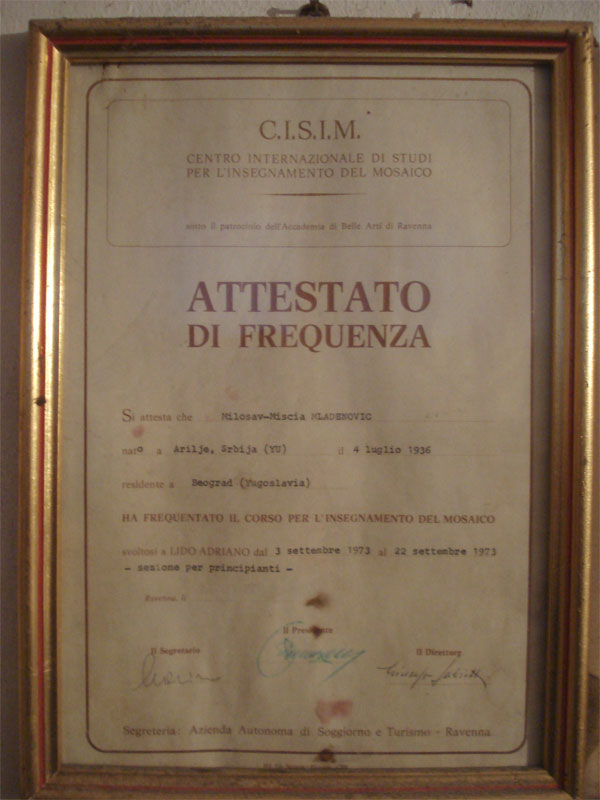 C.I.S.I.M.
CENTRO INTERNAZIONALE DI STUDI
PER L'INSEGNAMENTO DEL MOSAICO
sotto il patrocinio dell'Accademia di Belle Arti di Ravenna
ATTESTATO
DI FREQUENZA
Si attesta che Milosav-Miscia MLADENOVIC
nato a Arilje, Srbija (YU) il 4 luglio 1936
residente a Beograd (Yugoslavia)
HA FREQUENTATO IL CORSO PER L'INSEGNAMENTO DEL MOSAICO
svoltosi a LIDO ADRIANO dal 3 settembre 1973 al 22 settembre 1973
- sezione per principianti -
Ravenna, lì
Il Presidente
Il Segretario Il Direttore
Segreteria: Azienda Autonoma di Soggiorno e Turismo - Ravenna